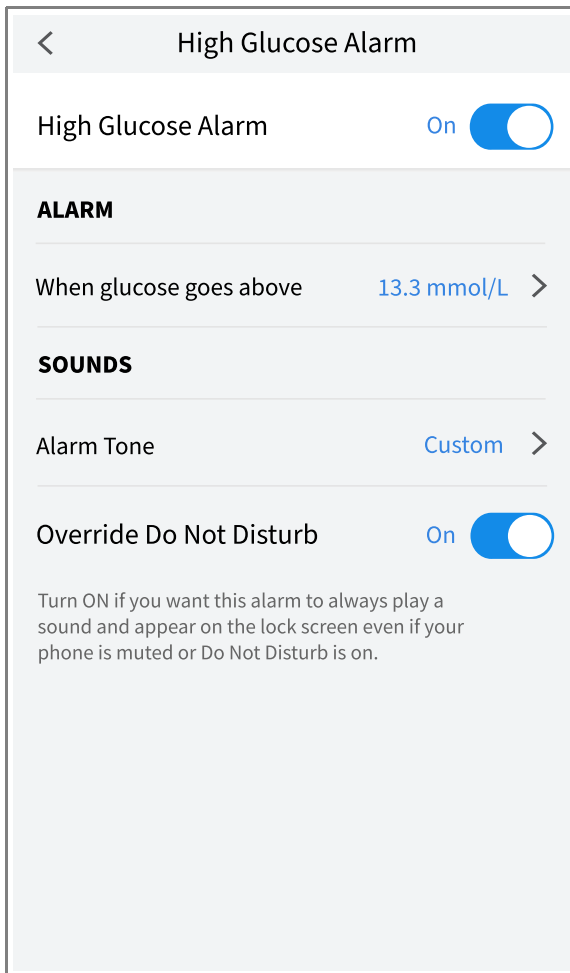 High Glucose Alarm
High Glucose Alarm On
ALARM
When glucose goes above 13.3 mmol/L
SOUNDS
Alarm Tone Custom
Override Do Not Disturb On
Turn ON if you want this alarm to always play a
sound and appear on the lock screen even if your
phone is muted or Do Not Disturb is on.